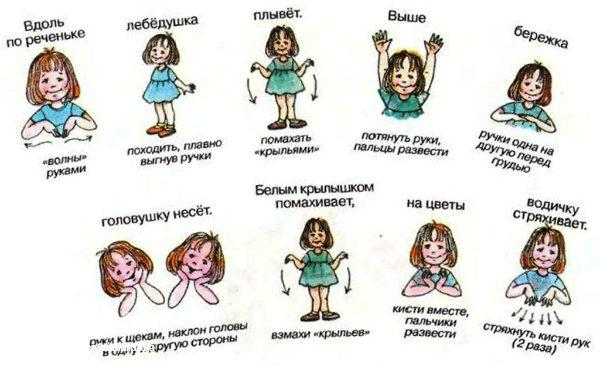 Вдоль
по реченьке
лебёдушка
плывёт.
Выше
бережка
«волны»
руками
походить, плавно
выгнув ручки
помахать
«крыльями»
потянуть руки,
пальцы развести
ручки одна на
другую перед
грудью
головушку несёт.
Белым крылышком
помахивает,
на цветы
водичку
стряхивает.
руки к щекам, наклон головы
в одну другую стороны
взмахи «крыльев»
кисти вместе,
пальчики
развести
стряхнуть кисти рук
(2 раза)